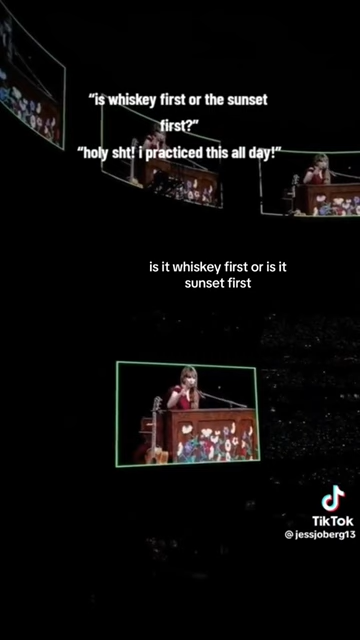 “is whiskey first or the sunset
first?”
“holy sht! i practiced this all day!”
is it whiskey first or is it
sunset first
TikTok
@jessjoberg13